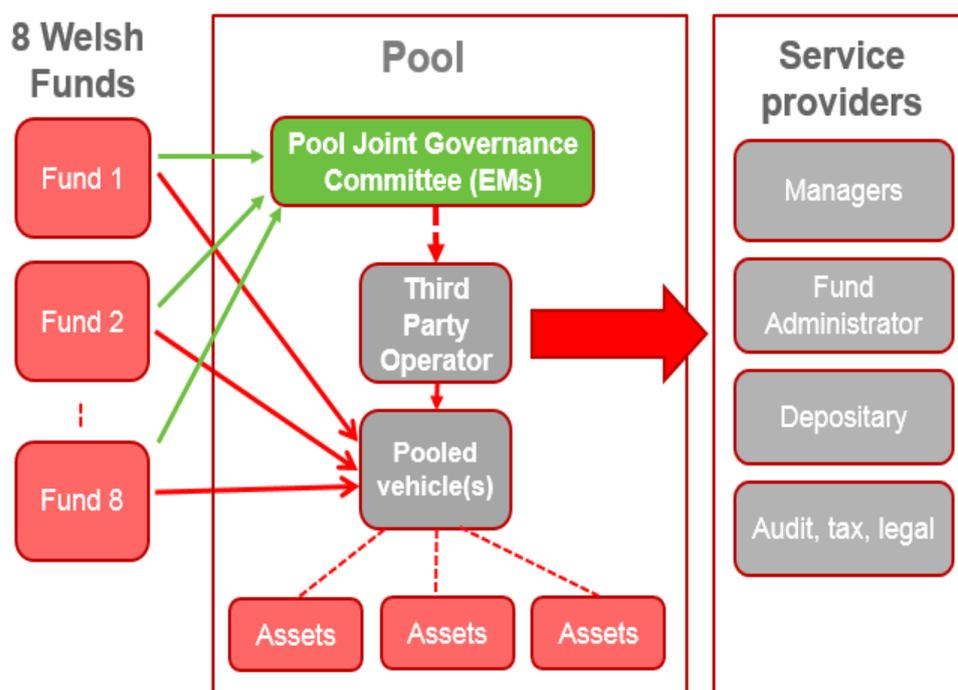 8 Welsh
Funds
Fund 1
Fund 2
Fund 8
Pool
Pool Joint Governance
Committee (EMs)
Third
Party
Operator
Pooled
vehicle(s)
Assets
Assets
Assets
Service
providers
Managers
Fund
Administrator
Depositary
Audit, tax, legal